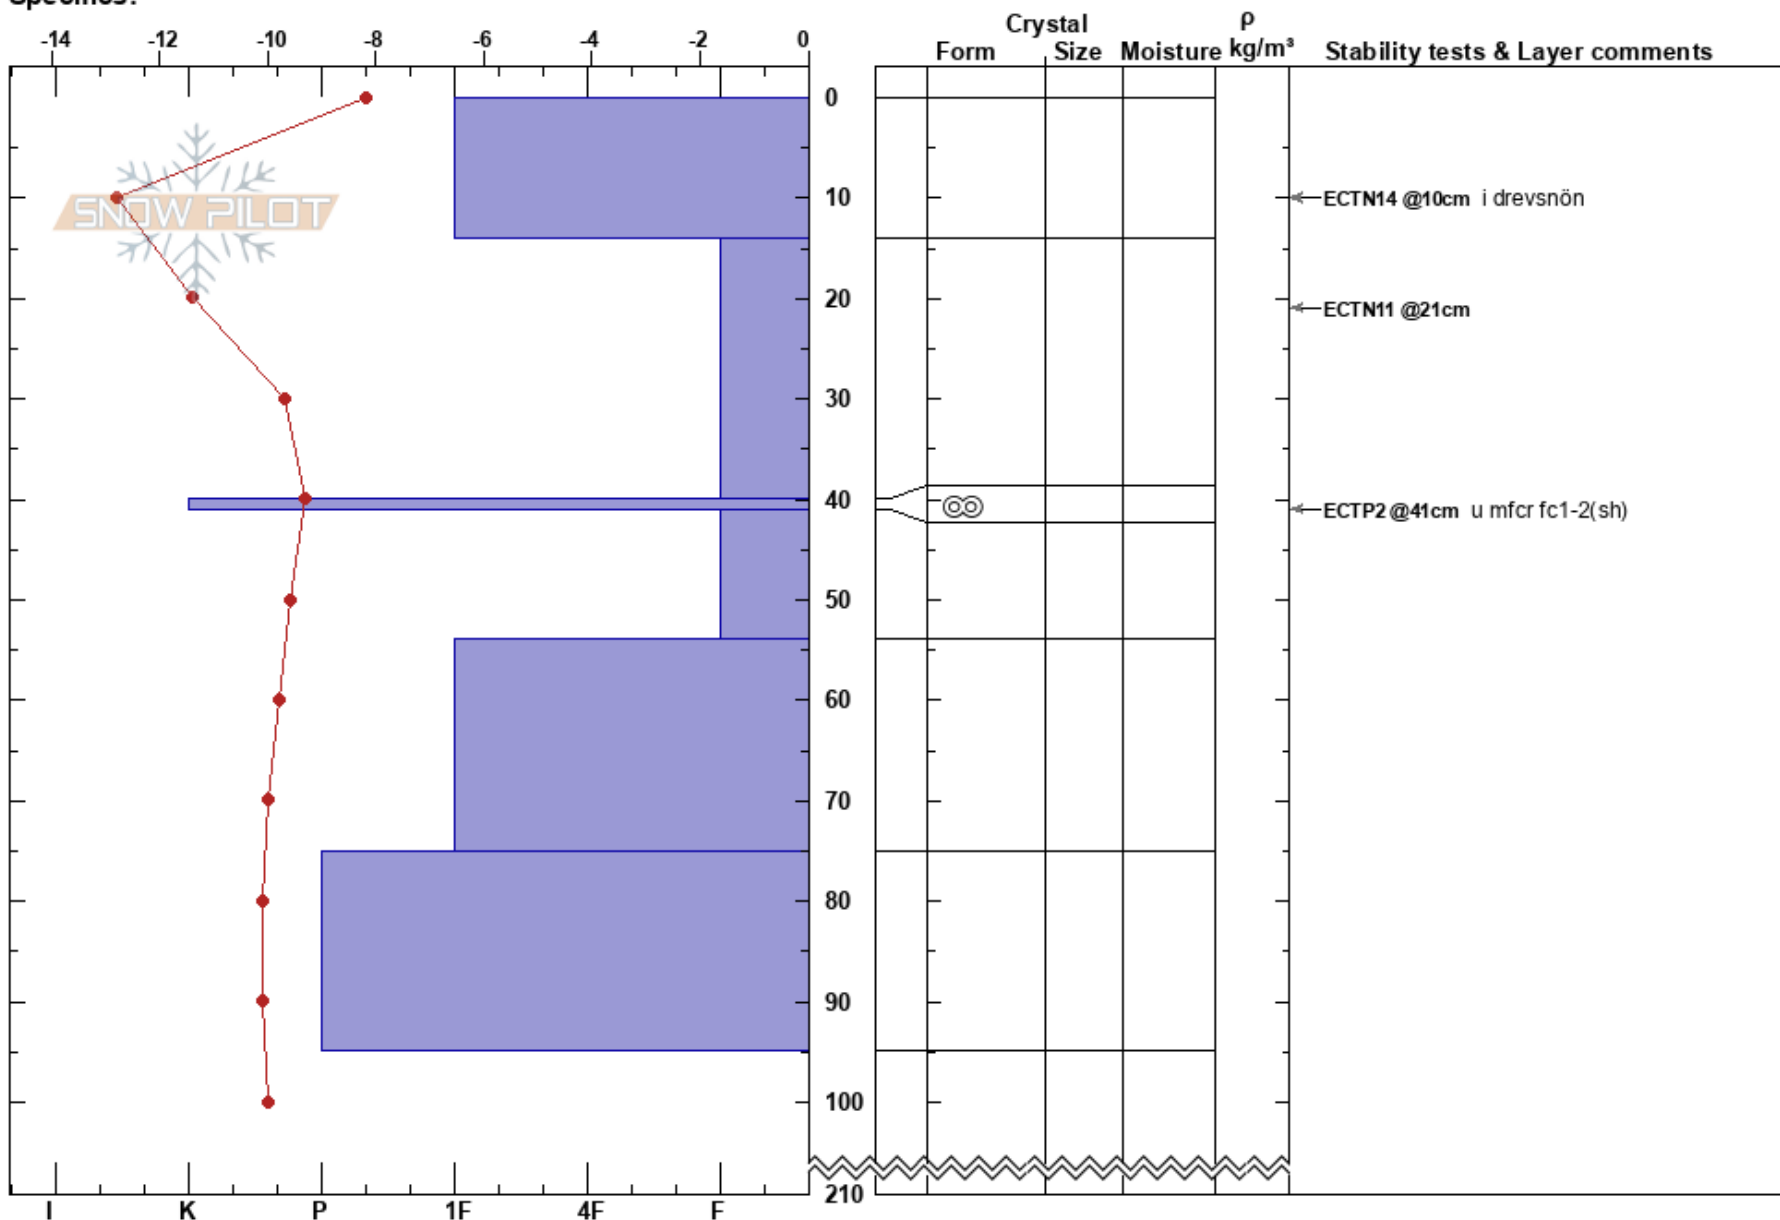 Specifics:
-14 -12 -10 -8 -6 -4 -2 0
Crystal ρ
Form Size Moisture kg/m³ Stability tests & Layer comments
0
SNOW PILOT
10 ECTN14 @10cm i drevsnön
20 ECTN11 @21cm
30
40 ECTP2 @41cm u mfcr fc1-2(sh)
50
60
70
80
90
100
210
I K P 1F 4F F